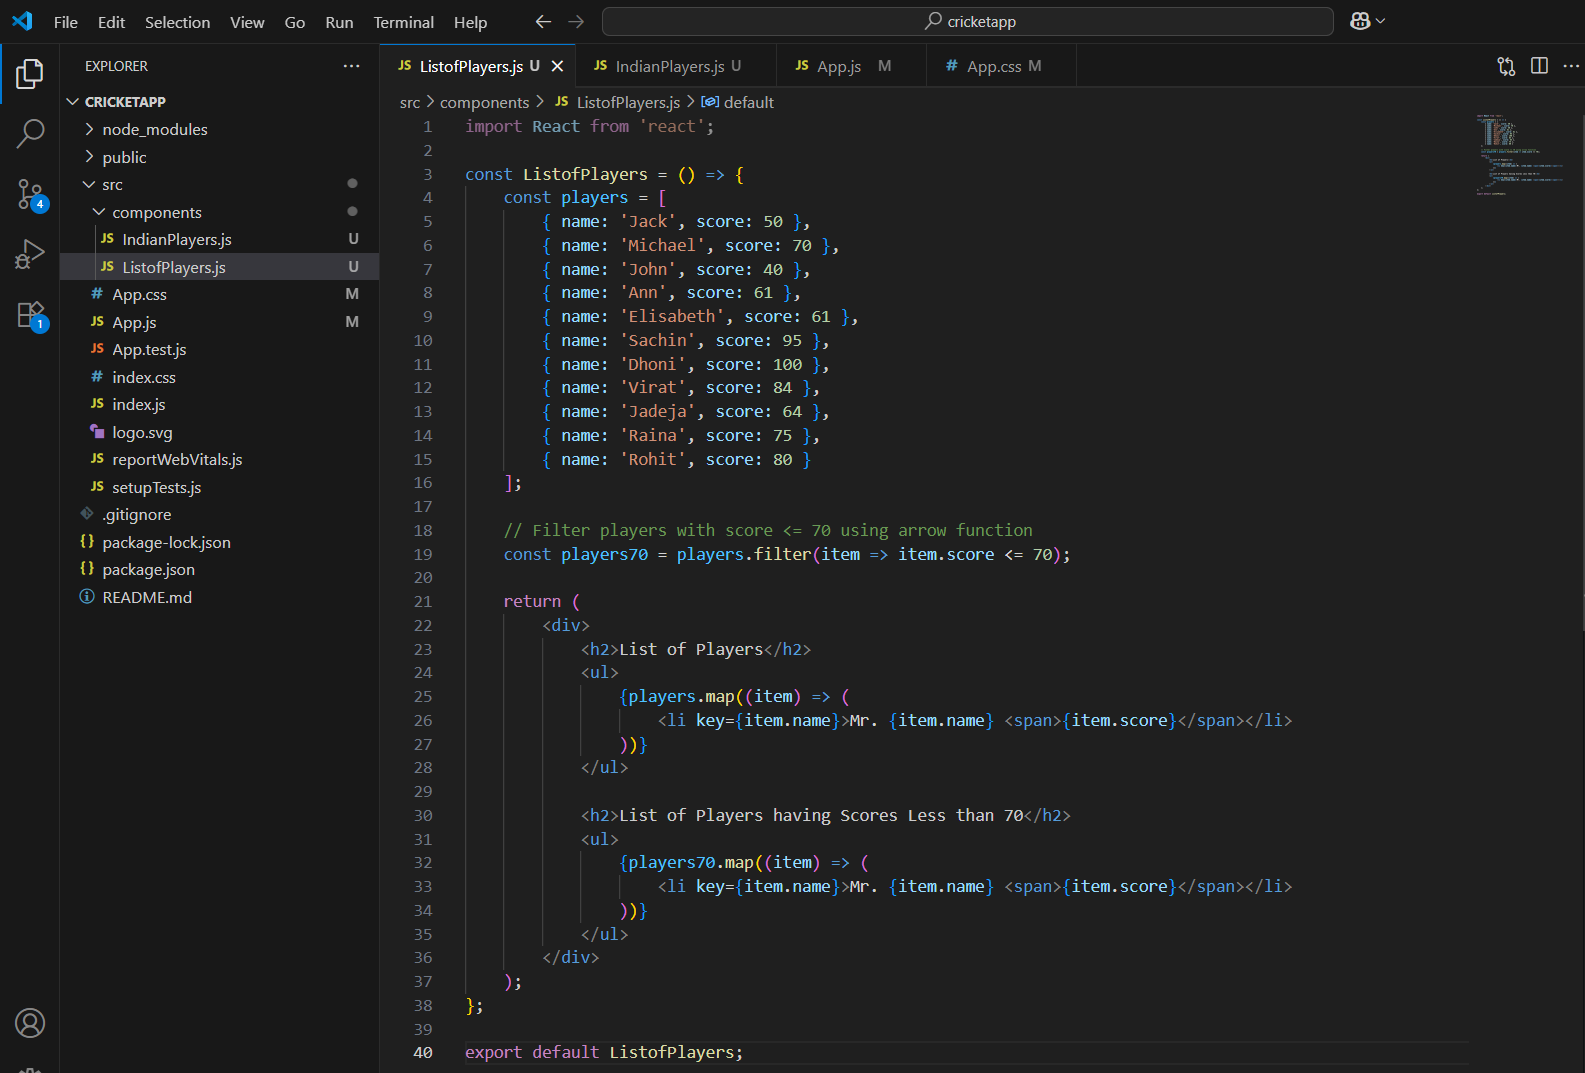 File Edit Selection View Go Run Terminal Help cricketapp
EXPLORER
CRICKETAPP
node_modules
public
src
components
JS IndianPlayers.js U
JS ListofPlayers.js U
# App.css M
JS App.js M
JS App.test.js
# index.css
JS index.js
logo.svg
JS reportWebVitals.js
JS setupTests.js
.gitignore
{} package-lock.json
{} package.json
README.md
4
1
JS ListofPlayers.js U JS IndianPlayers.js U JS App.js M # App.css M
src > components > JS ListofPlayers.js > default
1 import React from 'react';
2
3 const ListofPlayers = () => {
4 const players = [
5 { name: 'Jack', score: 50 },
6 { name: 'Michael', score: 70 },
7 { name: 'John', score: 40 },
8 { name: 'Ann', score: 61 },
9 { name: 'Elisabeth', score: 61 },
10 { name: 'Sachin', score: 95 },
11 { name: 'Dhoni', score: 100 },
12 { name: 'Virat', score: 84 },
13 { name: 'Jadeja', score: 64 },
14 { name: 'Raina', score: 75 },
15 { name: 'Rohit', score: 80 }
16 ];
17
18 // Filter players with score <= 70 using arrow function
19 const players70 = players.filter(item => item.score <= 70);
20
21 return (
22 <div>
23 <h2>List of Players</h2>
24 <ul>
25 {players.map((item) => (
26 <li key={item.name}>Mr. {item.name} <span>{item.score}</span></li>
27 ))}
28 </ul>
29
30 <h2>List of Players having Scores Less than 70</h2>
31 <ul>
32 {players70.map((item) => (
33 <li key={item.name}>Mr. {item.name} <span>{item.score}</span></li>
34 ))}
35 </ul>
36 </div>
37 );
38 };
39
40 export default ListofPlayers;